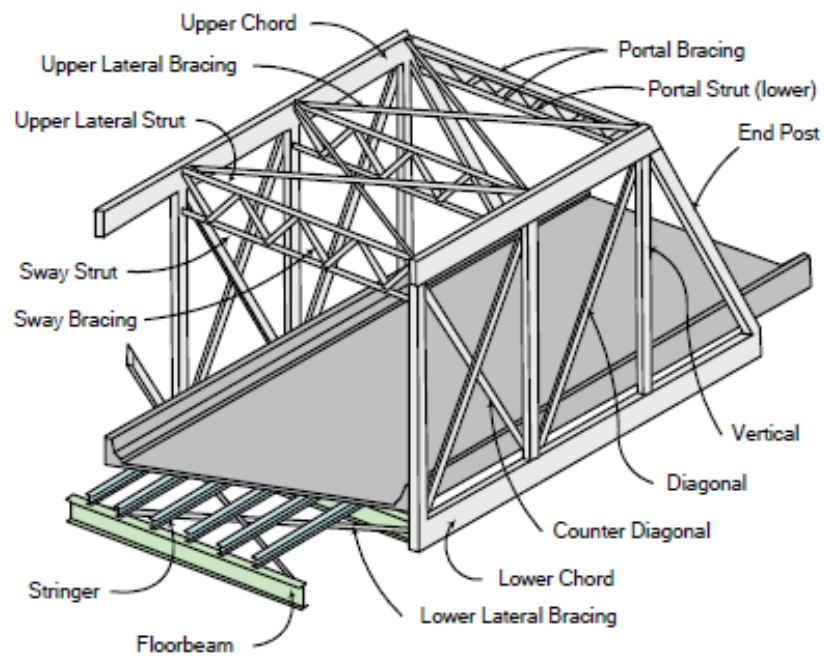 Upper Chord
Upper Lateral Bracing
Upper Lateral Strut
Portal Bracing
Portal Strut (lower)
End Post
Sway Strut
Sway Bracing
Vertical
Diagonal
Counter Diagonal
Lower Chord
Stringer
Lower Lateral Bracing
Floorbeam